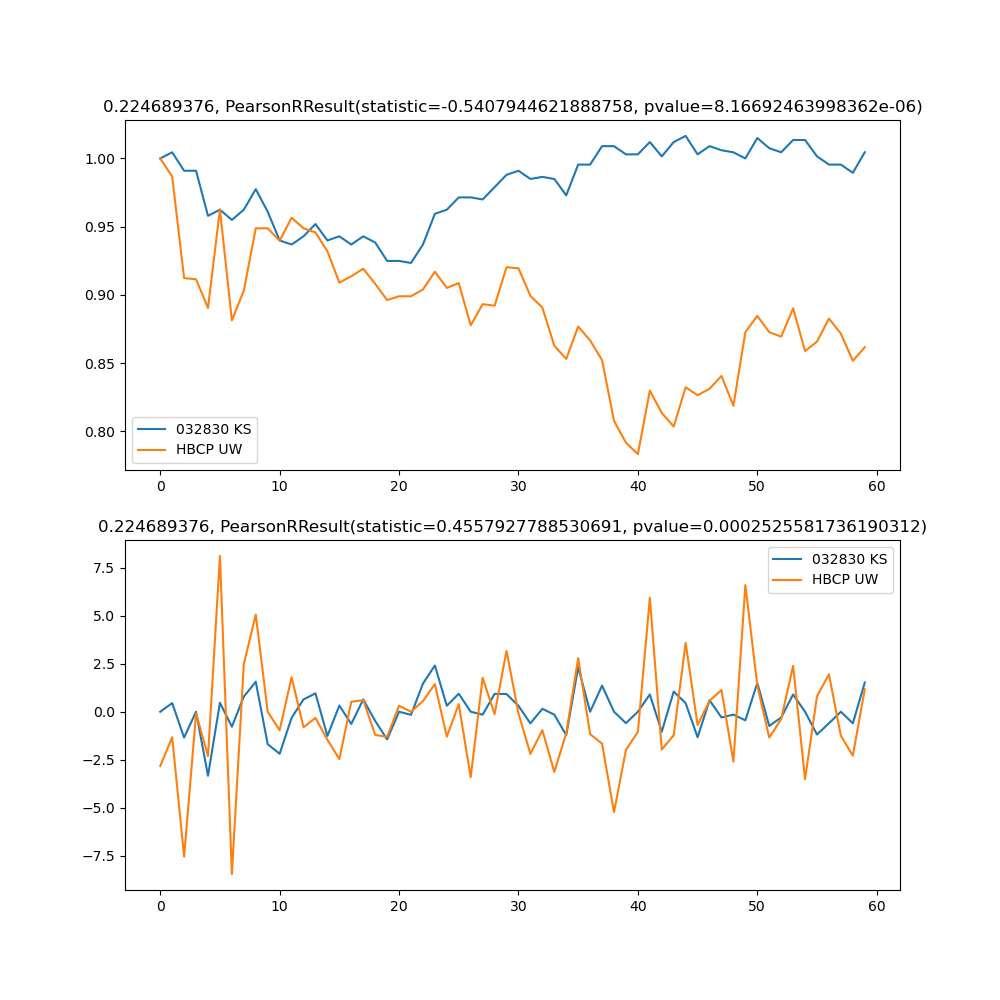 0.224689376, PearsonRResult(statistic=-0.5407944621888758, pvalue=8.16692463998362e-06)
1.00
0.95
0.90
0.85
0.80
032830 KS
HBCP UW
0 10 20 30 40 50 60
0.224689376, PearsonRResult(statistic=0.4557927788530691, pvalue=0.0002525581736190312)
7.5
5.0
2.5
0.0
−2.5
−5.0
−7.5
032830 KS
HBCP UW
0 10 20 30 40 50 60